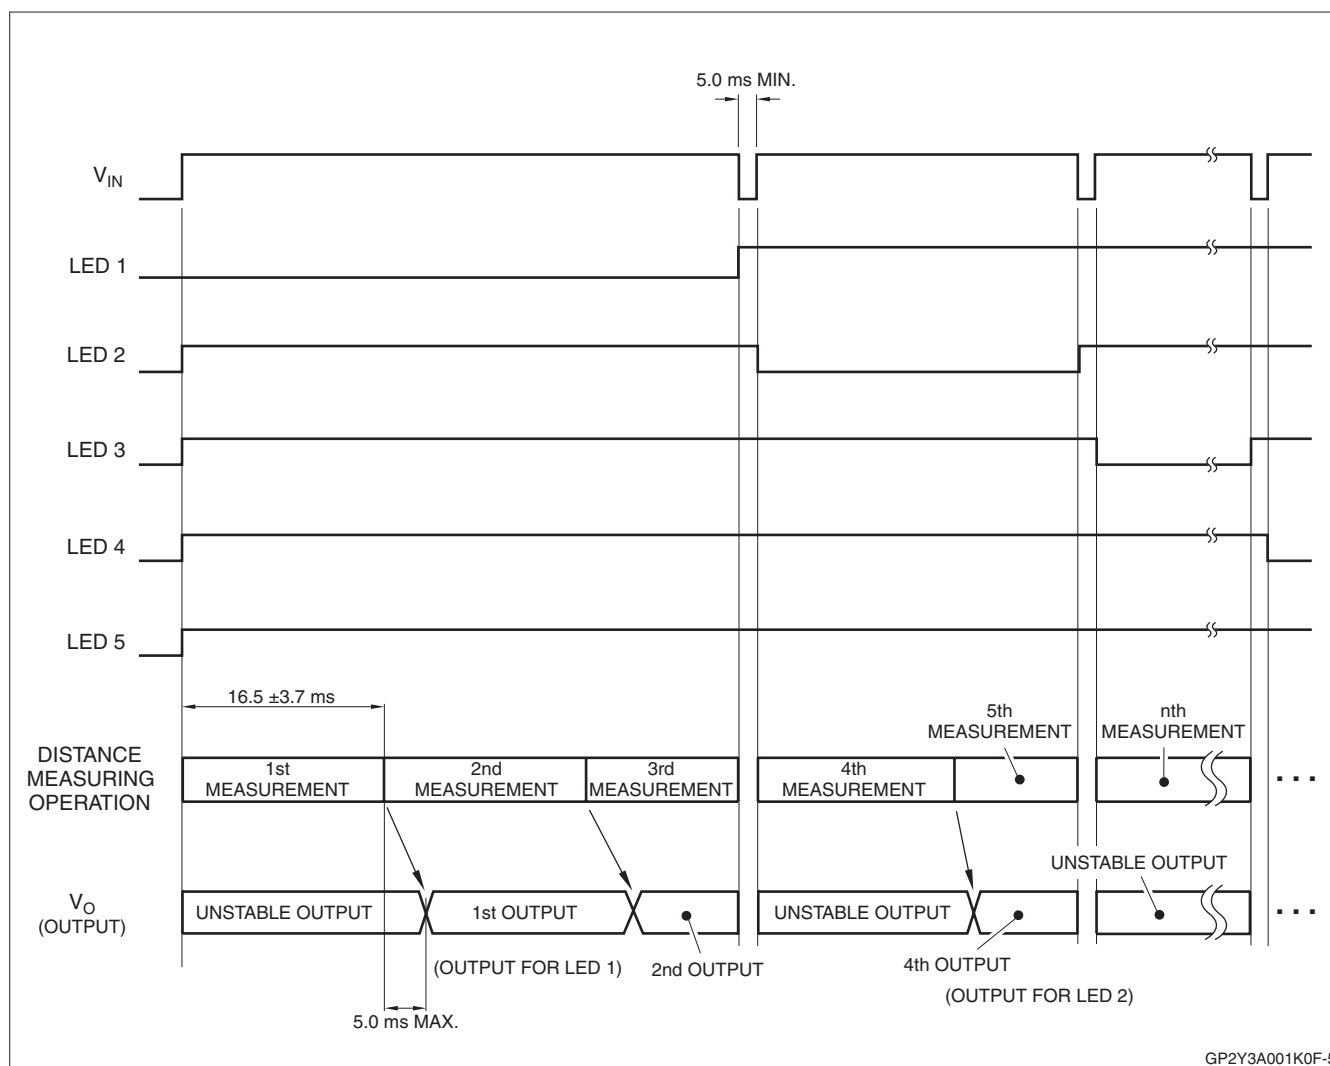 5.0 ms MIN.
VIN
LED 1
LED 2
LED 3
LED 4
LED 5
16.5 ±3.7 ms
5th
MEASUREMENT
nth
MEASUREMENT
DISTANCE
MEASURING
OPERATION
1st
MEASUREMENT
2nd
MEASUREMENT
3rd
MEASUREMENT
4th
MEASUREMENT
UNSTABLE OUTPUT
VO
(OUTPUT)
UNSTABLE OUTPUT
1st OUTPUT
UNSTABLE OUTPUT
(OUTPUT FOR LED 1)
2nd OUTPUT
4th OUTPUT
(OUTPUT FOR LED 2)
5.0 ms MAX.
GP2Y3A001K0F-5